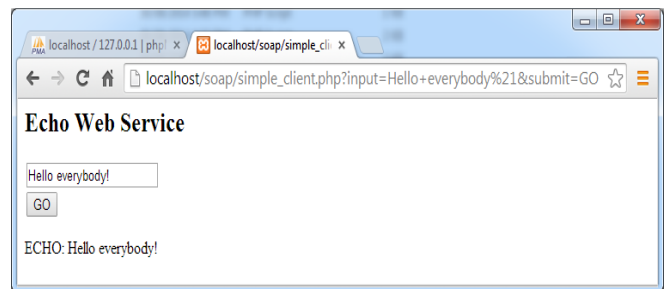 localhost / 127.0.0.1 | php
localhost/soap/simple_cli
localhost/soap/simple_client.php?input=Hello+everybody%21&submit=GO
Echo Web Service
Hello everybody!
GO
ECHO: Hello everybody!